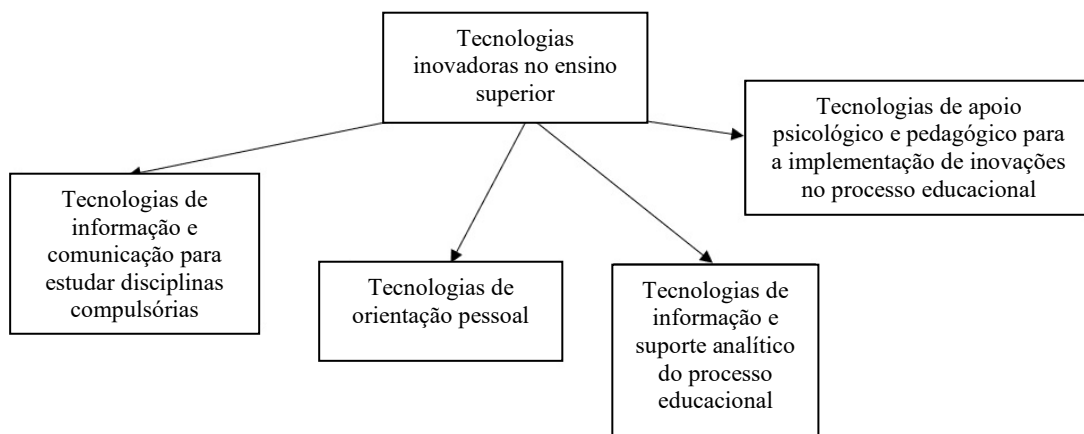 Tecnologias
inovadoras no ensino
superior
Tecnologias de apoio
psicológico e pedagógico para
a implementação de inovações
no processo educacional
Tecnologias de
informação e
comunicação para
estudar disciplinas
compulsórias
Tecnologias de
orientação pessoal
Tecnologias de
informação e
suporte analítico
do processo
educacional